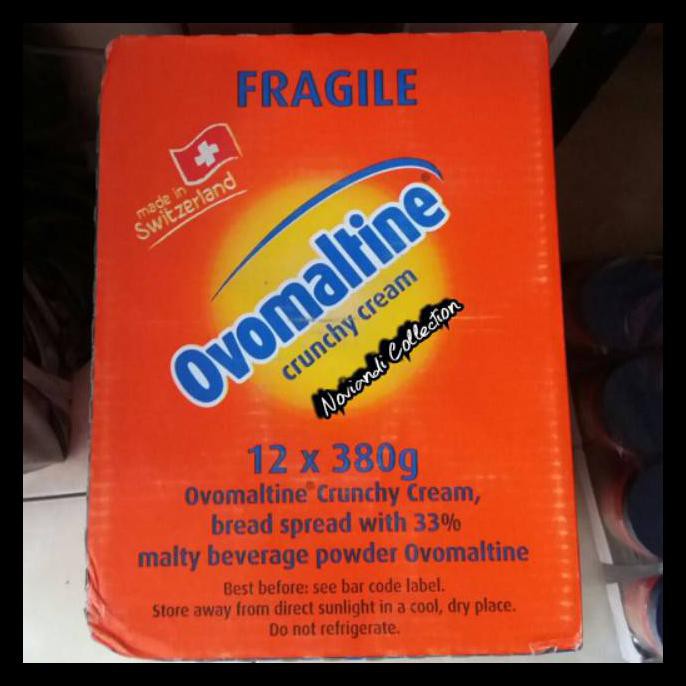 FRAGILE
made in
Switzerland
Ovomaltine®
crunchy cream
Noviandi Collection
12 x 380g
Ovomaltine® Crunchy Cream,
bread spread with 33%
malty beverage powder Ovomaltine
Best before: see bar code label.
Store away from direct sunlight in a cool, dry place.
Do not refrigerate.